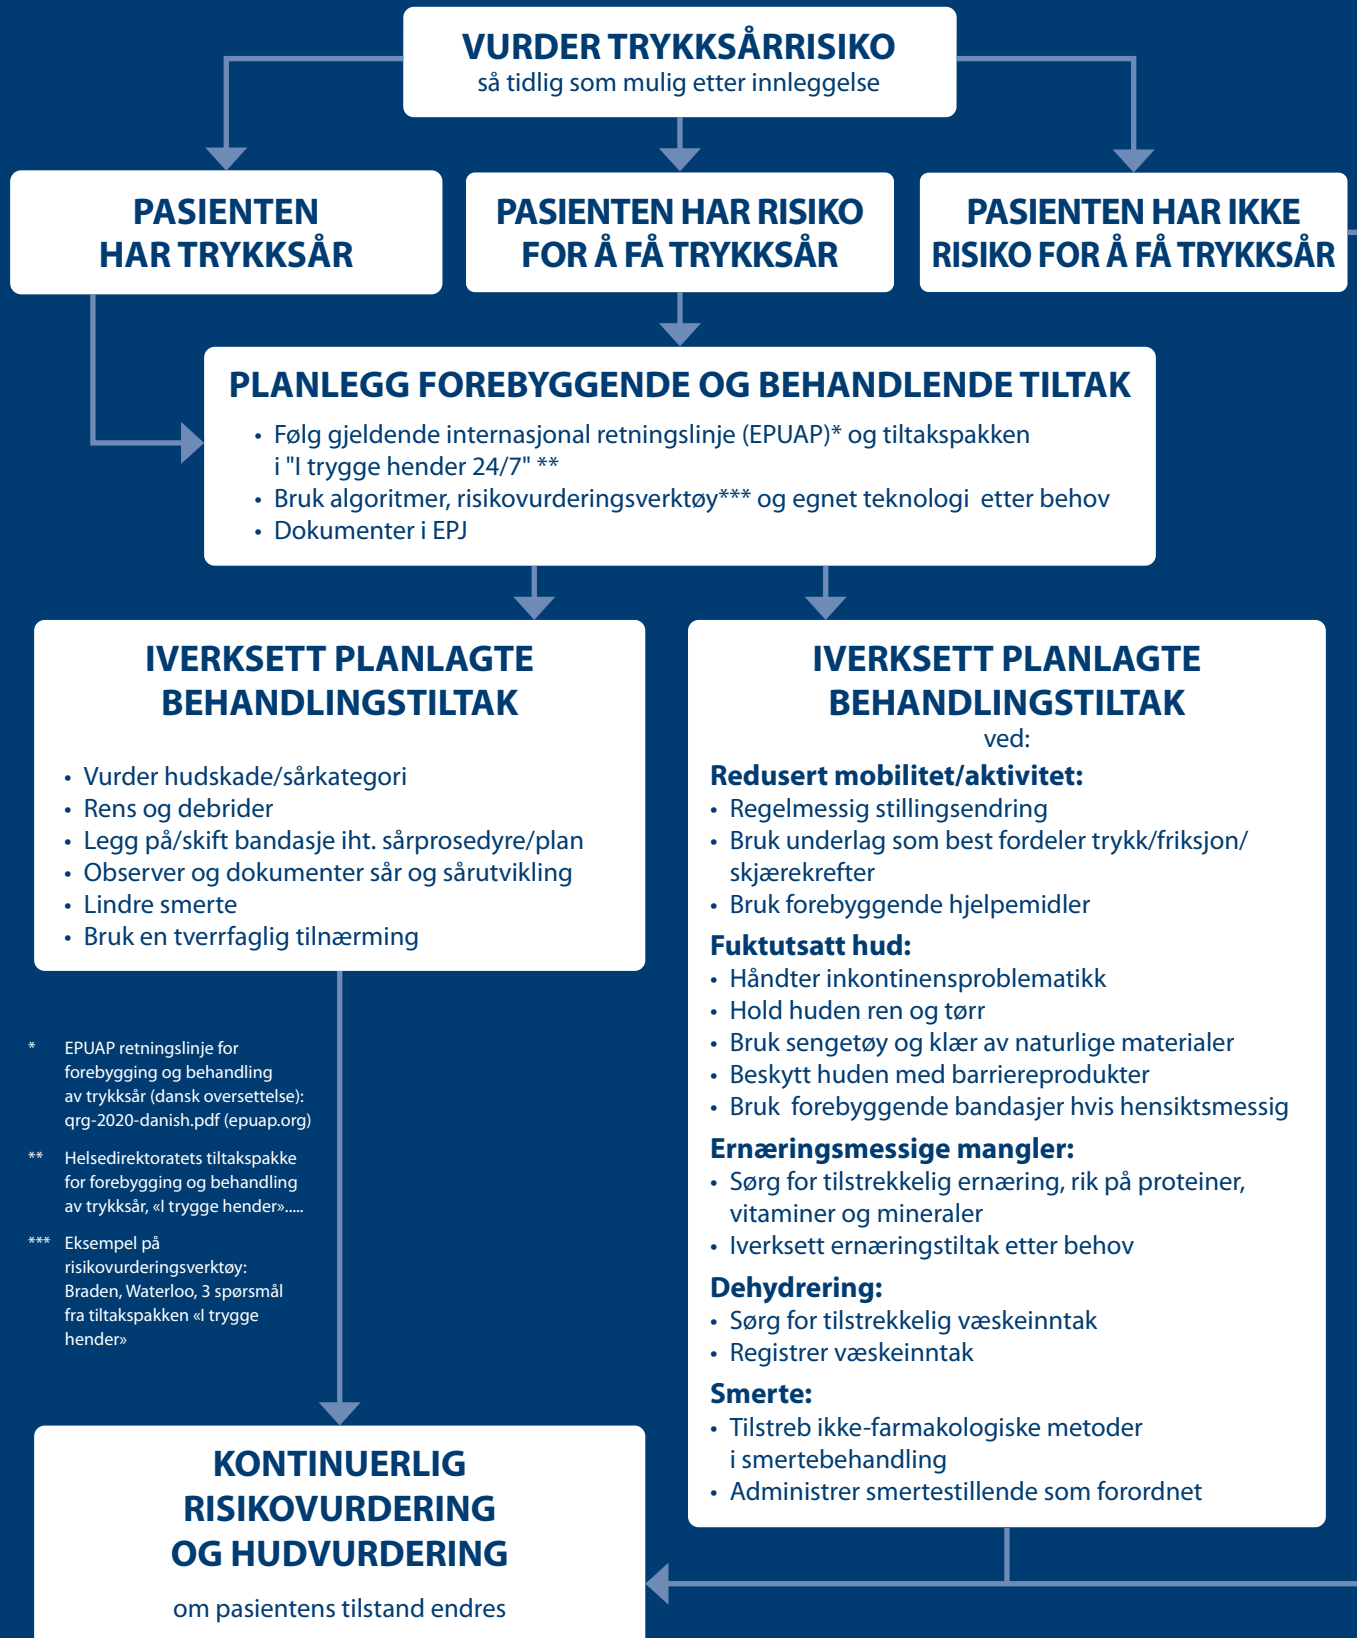 VURDER TRYKKSÅRRISIKO
så tidlig som mulig etter innleggelse
PASIENTEN
HAR TRYKKSÅR
PASIENTEN HAR RISIKO
FOR Å FÅ TRYKKSÅR
PASIENTEN HAR IKKE
RISIKO FOR Å FÅ TRYKKSÅR
PLANLEGG FOREBYGGENDE OG BEHANDLENDE TILTAK
• Følg gjeldende internasjonal retningslinje (EPUAP)* og tiltakspakken
i "I trygge hender 24/7" **
• Bruk algoritmer, risikovurderingsverktøy*** og egnet teknologi etter behov
• Dokumenter i EPJ
IVERKSETT PLANLAGTE
BEHANDLINGSTILTAK
• Vurder hudskade/sårkategori
• Rens og debrider
• Legg på/skift bandasje iht. sårprosedyre/plan
• Observer og dokumenter sår og sårutvikling
• Lindre smerte
• Bruk en tverrfaglig tilnærming
IVERKSETT PLANLAGTE
BEHANDLINGSTILTAK
ved:
Redusert mobilitet/aktivitet:
• Regelmessig stillingsendring
• Bruk underlag som best fordeler trykk/friksjon/
skjærekrefter
• Bruk forebyggende hjelpemidler
Fuktutsatt hud:
• Håndter inkontinensproblematikk
• Hold huden ren og tørr
• Bruk sengetøy og klær av naturlige materialer
• Beskytt huden med barriereprodukter
• Bruk forebyggende bandasjer hvis hensiktsmessig
Ernæringsmessige mangler:
• Sørg for tilstrekkelig ernæring, rik på proteiner,
vitaminer og mineraler
• Iverksett ernæringstiltak etter behov
Dehydrering:
• Sørg for tilstrekkelig væskeinntak
• Registrer væskeinntak
Smerte:
• Tilstreb ikke-farmakologiske metoder
i smertebehandling
• Administrer smertestillende som forordnet
* EPUAP retningslinje for
forebygging og behandling
av trykksår (dansk oversettelse):
qrg-2020-danish.pdf (epuap.org)
** Helsedirektoratets tiltakspakke
for forebygging og behandling
av trykksår, «I trygge hender».....
*** Eksempel på
risikovurderingsverktøy:
Braden, Waterloo, 3 spørsmål
fra tiltakspakken «I trygge
hender»
KONTINUERLIG
RISIKOVURDERING
OG HUDVURDERING
om pasientens tilstand endres